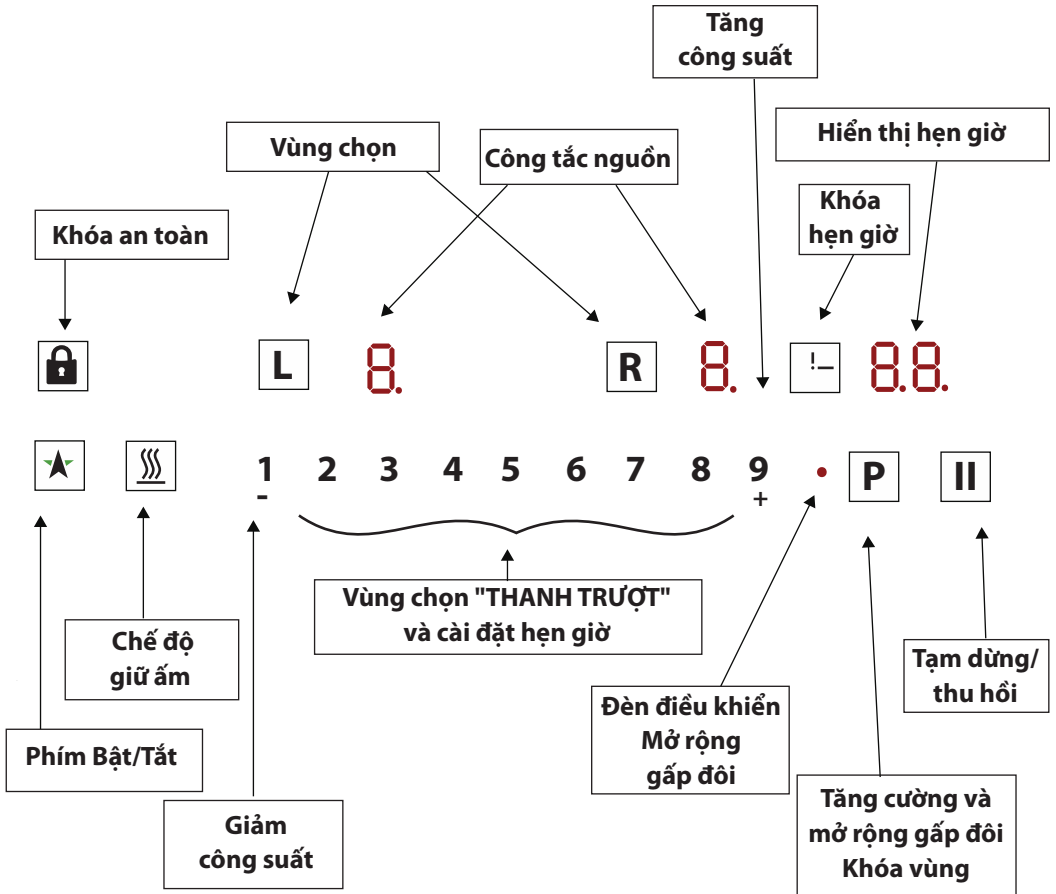 Tăng
công suất
Hiển thị hẹn giờ
Vùng chọn
Công tắc nguồn
Khóa
hẹn giờ
Khóa an toàn
L
8.
R
8.
8.8.
1 2 3 4 5 6 7 8 9
- +
P
II
Vùng chọn "THANH TRƯỢT"
và cài đặt hẹn giờ
Chế độ
giữ ấm
Tạm dừng/
thu hồi
Đèn điều khiển
Mở rộng
gấp đôi
Phím Bật/Tắt
Giảm
công suất
Tăng cường và
mở rộng gấp đôi
Khóa vùng